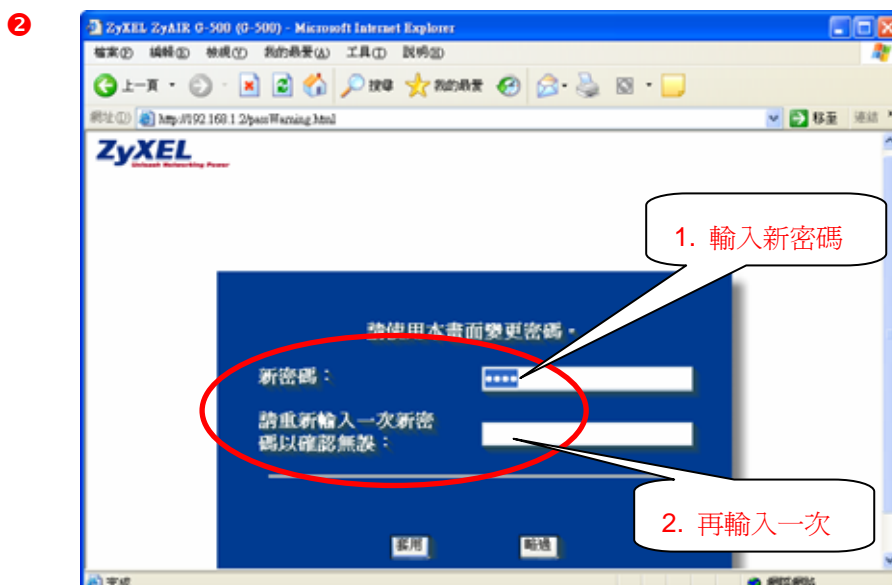 ❷
ZyXEL ZyAIR G-500 (G-500) - Microsoft Internet Explorer
檔案(F) 編輯(E) 檢視(V) 我的最愛(A) 工具(T) 說明(H)
上一頁 搜尋 我的最愛
網址(D) http://192.168.1.2/passWarning.html 移至 連結
ZyXEL
Unleash Networking Power
1. 輸入新密碼
請使用本畫面變更密碼。
新密碼：
請重新輸入一次新密
碼以確認無誤：
2. 再輸入一次
套用 略過
完成 網際網路